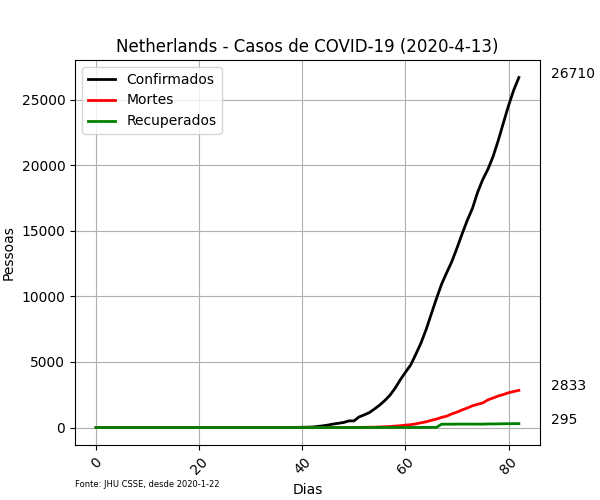 Netherlands - Casos de COVID-19 (2020-4-13)
Confirmados
Mortes
Recuperados
26710
2833
295
25000
20000
15000
10000
5000
0
Pessoas
0
20
40
60
80
Dias
Fonte: JHU CSSE, desde 2020-1-22